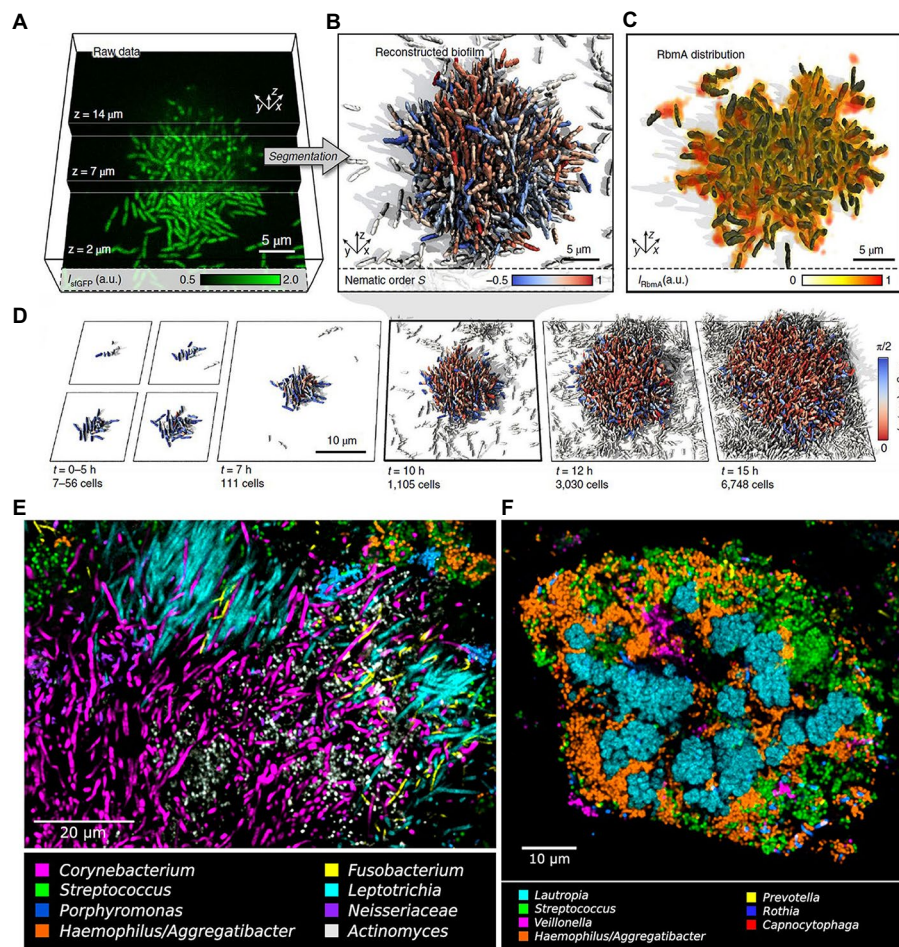 A
Raw data
z
y
x
z = 14 µm
z = 7 µm
z = 2 µm
5 µm
IsfGFP (a.u.)
0.5
2.0
Segmentation
B
Reconstructed biofilm
z
y
x
5 µm
Nematic order S
−0.5
1
C
RbmA distribution
z
y
x
5 µm
IRbmA (a.u.)
0
1
D
10 µm
π/2
0
t = 0–5 h
7–56 cells
t = 7 h
111 cells
t = 10 h
1,105 cells
t = 12 h
3,030 cells
t = 15 h
6,748 cells
E
20 µm
Corynebacterium
Streptococcus
Porphyromonas
Haemophilus/Aggregatibacter
Fusobacterium
Leptotrichia
Neisseriaceae
Actinomyces
F
10 µm
Lautropia
Streptococcus
Veillonella
Haemophilus/Aggregatibacter
Prevotella
Rothia
Capnocytophaga